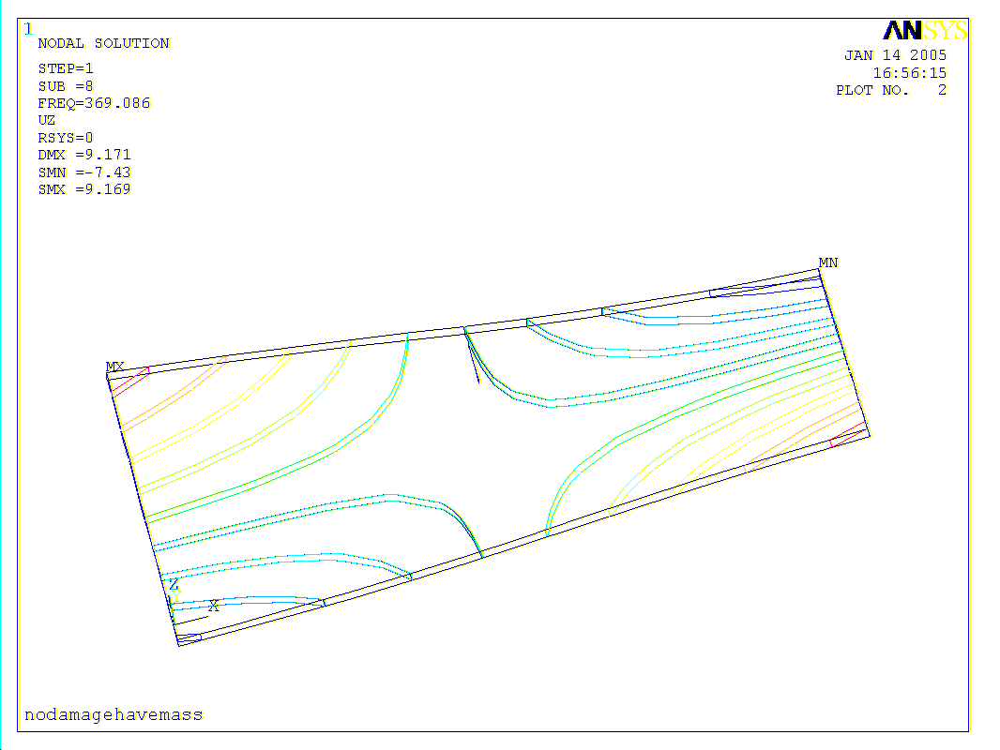 1
NODAL SOLUTION
STEP=1
SUB =8
FREQ=369.086
UZ
RSYS=0
DMX =9.171
SMN =-7.43
SMX =9.169
ANSYS
JAN 14 2005
16:56:15
PLOT NO. 2
MN
MX
Z
Y
X
nodamagehavemass